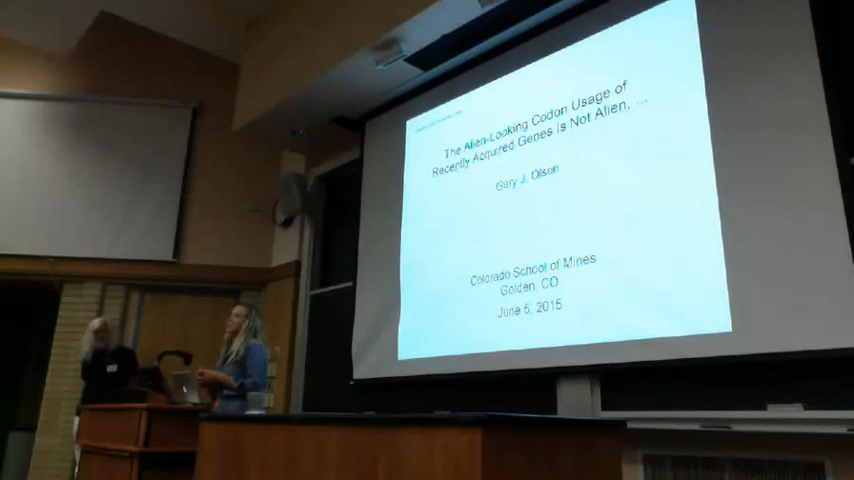 The Alien-Looking Codon Usage of
Recently Acquired Genes Is Not Alien, ...
Gary J. Olsen
Colorado School of Mines
Golden, CO
June 5, 2015